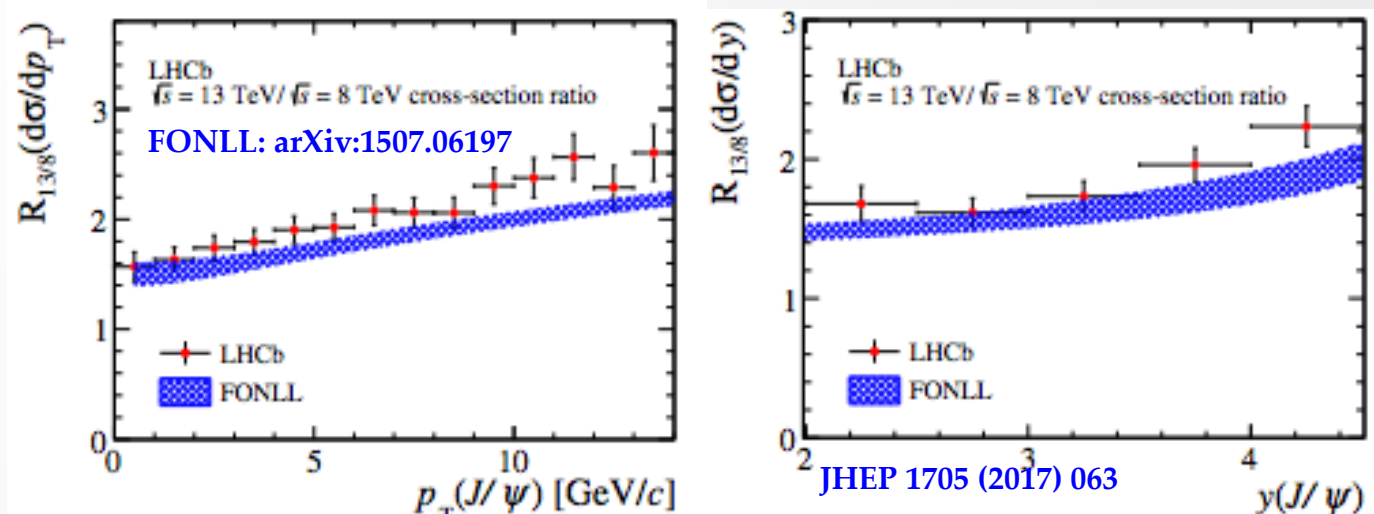 R13/8(dσ/dpT)
LHCb
√s = 13 TeV/ √s = 8 TeV cross-section ratio
FONLL: arXiv:1507.06197
3
2
1
0
LHCb
FONLL
0 5 10
pT(J/ψ) [GeV/c]
R13/8(dσ/dy)
3
LHCb
√s = 13 TeV/ √s = 8 TeV cross-section ratio
2
1
LHCb
FONLL
0
2 3 4
JHEP 1705 (2017) 063
y(J/ψ)